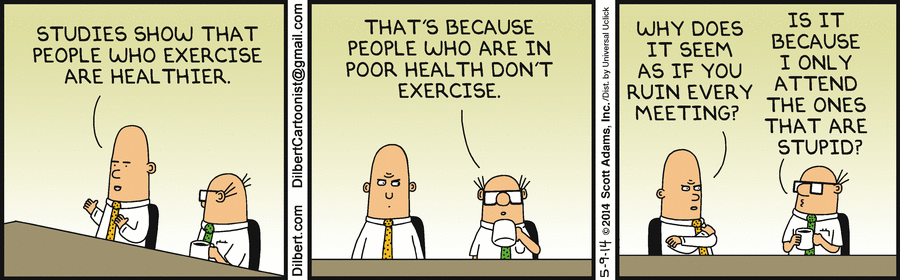 STUDIES SHOW THAT
PEOPLE WHO EXERCISE
ARE HEALTHIER.
Dilbert.com DilbertCartoonist@gmail.com
THAT'S BECAUSE
PEOPLE WHO ARE IN
POOR HEALTH DON'T
EXERCISE.
5-9-14 ©2014 Scott Adams, Inc./Dist. by Universal Uclick
WHY DOES
IT SEEM
AS IF YOU
RUIN EVERY
MEETING?
IS IT
BECAUSE
I ONLY
ATTEND
THE ONES
THAT ARE
STUPID?